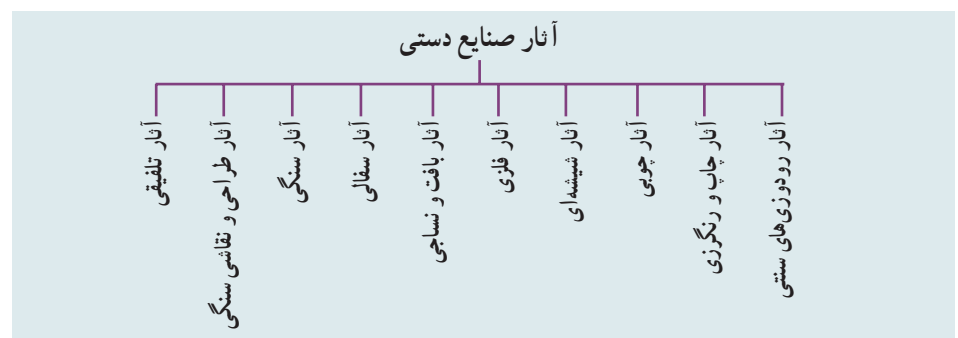 آثار صنایع دستی
آثار رودوزی‌های سنتی
آثار چاپ و رنگرزی
آثار چوبی
آثار شیشه‌ای
آثار فلزی
آثار بافت و نساجی
آثار سفالی
آثار سنگی
آثار طراحی و نقاشی سنگی
آثار تلفیقی